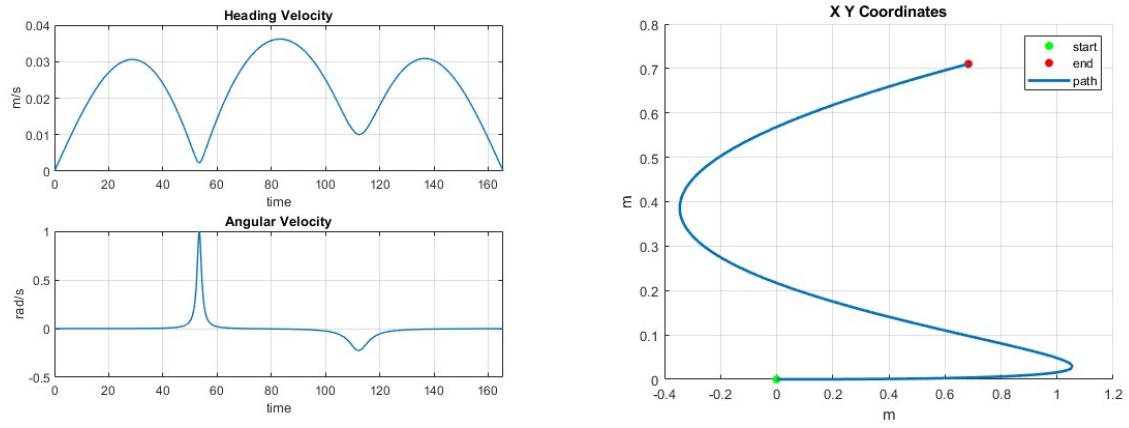 Heading Velocity
0.04
0.03
0.02
0.01
0
m/s
0 20 40 60 80 100 120 140 160
time
Angular Velocity
1
0.5
0
-0.5
rad/s
0 20 40 60 80 100 120 140 160
time
X Y Coordinates
0.8
0.7
0.6
0.5
0.4
0.3
0.2
0.1
0
m
-0.4 -0.2 0 0.2 0.4 0.6 0.8 1 1.2
m
start
end
path